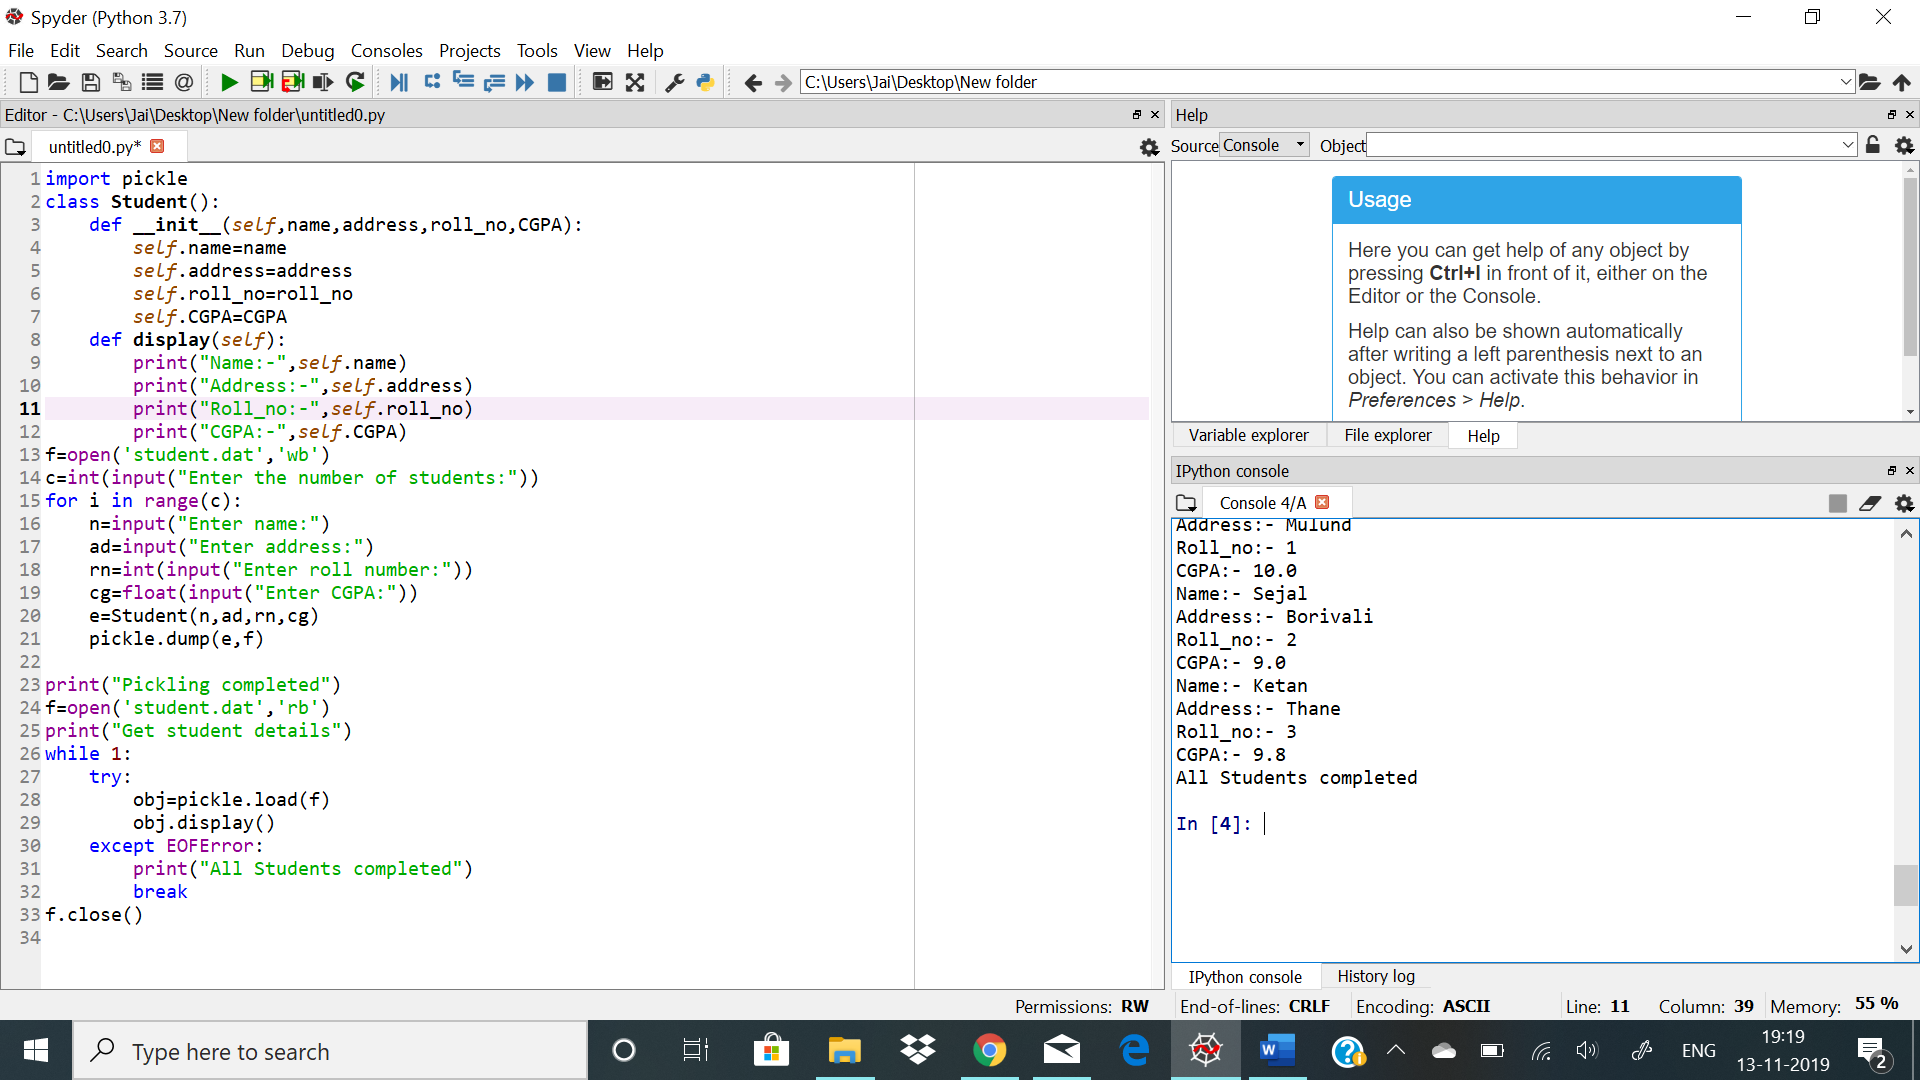 Spyder (Python 3.7)
File Edit Search Source Run Debug Consoles Projects Tools View Help
C:\Users\Jai\Desktop\New folder
Editor - C:\Users\Jai\Desktop\New folder\untitled0.py
untitled0.py*
1 import pickle
2 class Student():
3     def __init__(self,name,address,roll_no,CGPA):
4         self.name=name
5         self.address=address
6         self.roll_no=roll_no
7         self.CGPA=CGPA
8     def display(self):
9         print("Name:-",self.name)
10         print("Address:-",self.address)
11         print("Roll_no:-",self.roll_no)
12         print("CGPA:-",self.CGPA)
13 f=open('student.dat','wb')
14 c=int(input("Enter the number of students:"))
15 for i in range(c):
16     n=input("Enter name:")
17     ad=input("Enter address:")
18     rn=int(input("Enter roll number:"))
19     cg=float(input("Enter CGPA:"))
20     e=Student(n,ad,rn,cg)
21     pickle.dump(e,f)
22
23 print("Pickling completed")
24 f=open('student.dat','rb')
25 print("Get student details")
26 while 1:
27     try:
28         obj=pickle.load(f)
29         obj.display()
30     except EOFError:
31         print("All Students completed")
32         break
33 f.close()
34
Help
Source Console Object
Usage
Here you can get help of any object by
pressing Ctrl+I in front of it, either on the
Editor or the Console.
Help can also be shown automatically
after writing a left parenthesis next to an
object. You can activate this behavior in
Preferences > Help.
Variable explorer File explorer Help
IPython console
Console 4/A
Address:- Mulund
Roll_no:- 1
CGPA:- 10.0
Name:- Sejal
Address:- Borivali
Roll_no:- 2
CGPA:- 9.0
Name:- Ketan
Address:- Thane
Roll_no:- 3
CGPA:- 9.8
All Students completed
In [4]:
IPython console History log
Permissions: RW End-of-lines: CRLF Encoding: ASCII Line: 11 Column: 39 Memory: 55 %
Type here to search
ENG
19:19
13-11-2019
2